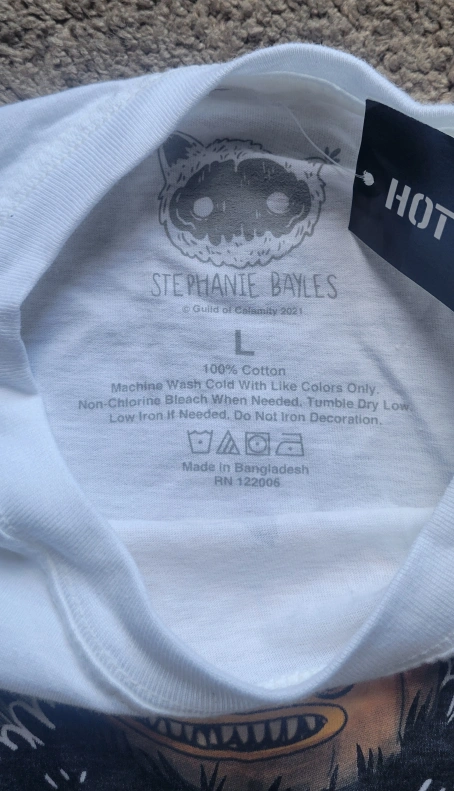 HOT
STEPHANIE BAYLES
© Guild of Calamity 2021
L
100% Cotton
Machine Wash Cold With Like Colors Only.
Non-Chlorine Bleach When Needed. Tumble Dry Low.
Low Iron If Needed. Do Not Iron Decoration.
Made In Bangladesh
RN 122006